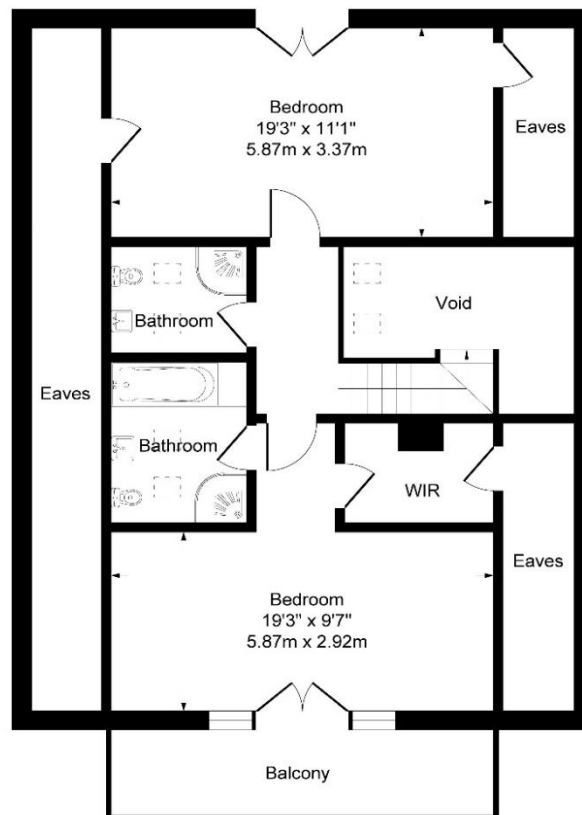 Bedroom
19'3" x 11'1"
5.87m x 3.37m
Eaves
Void
Bathroom
Eaves
Bathroom
WIR
Eaves
Bedroom
19'3" x 9'7"
5.87m x 2.92m
Balcony